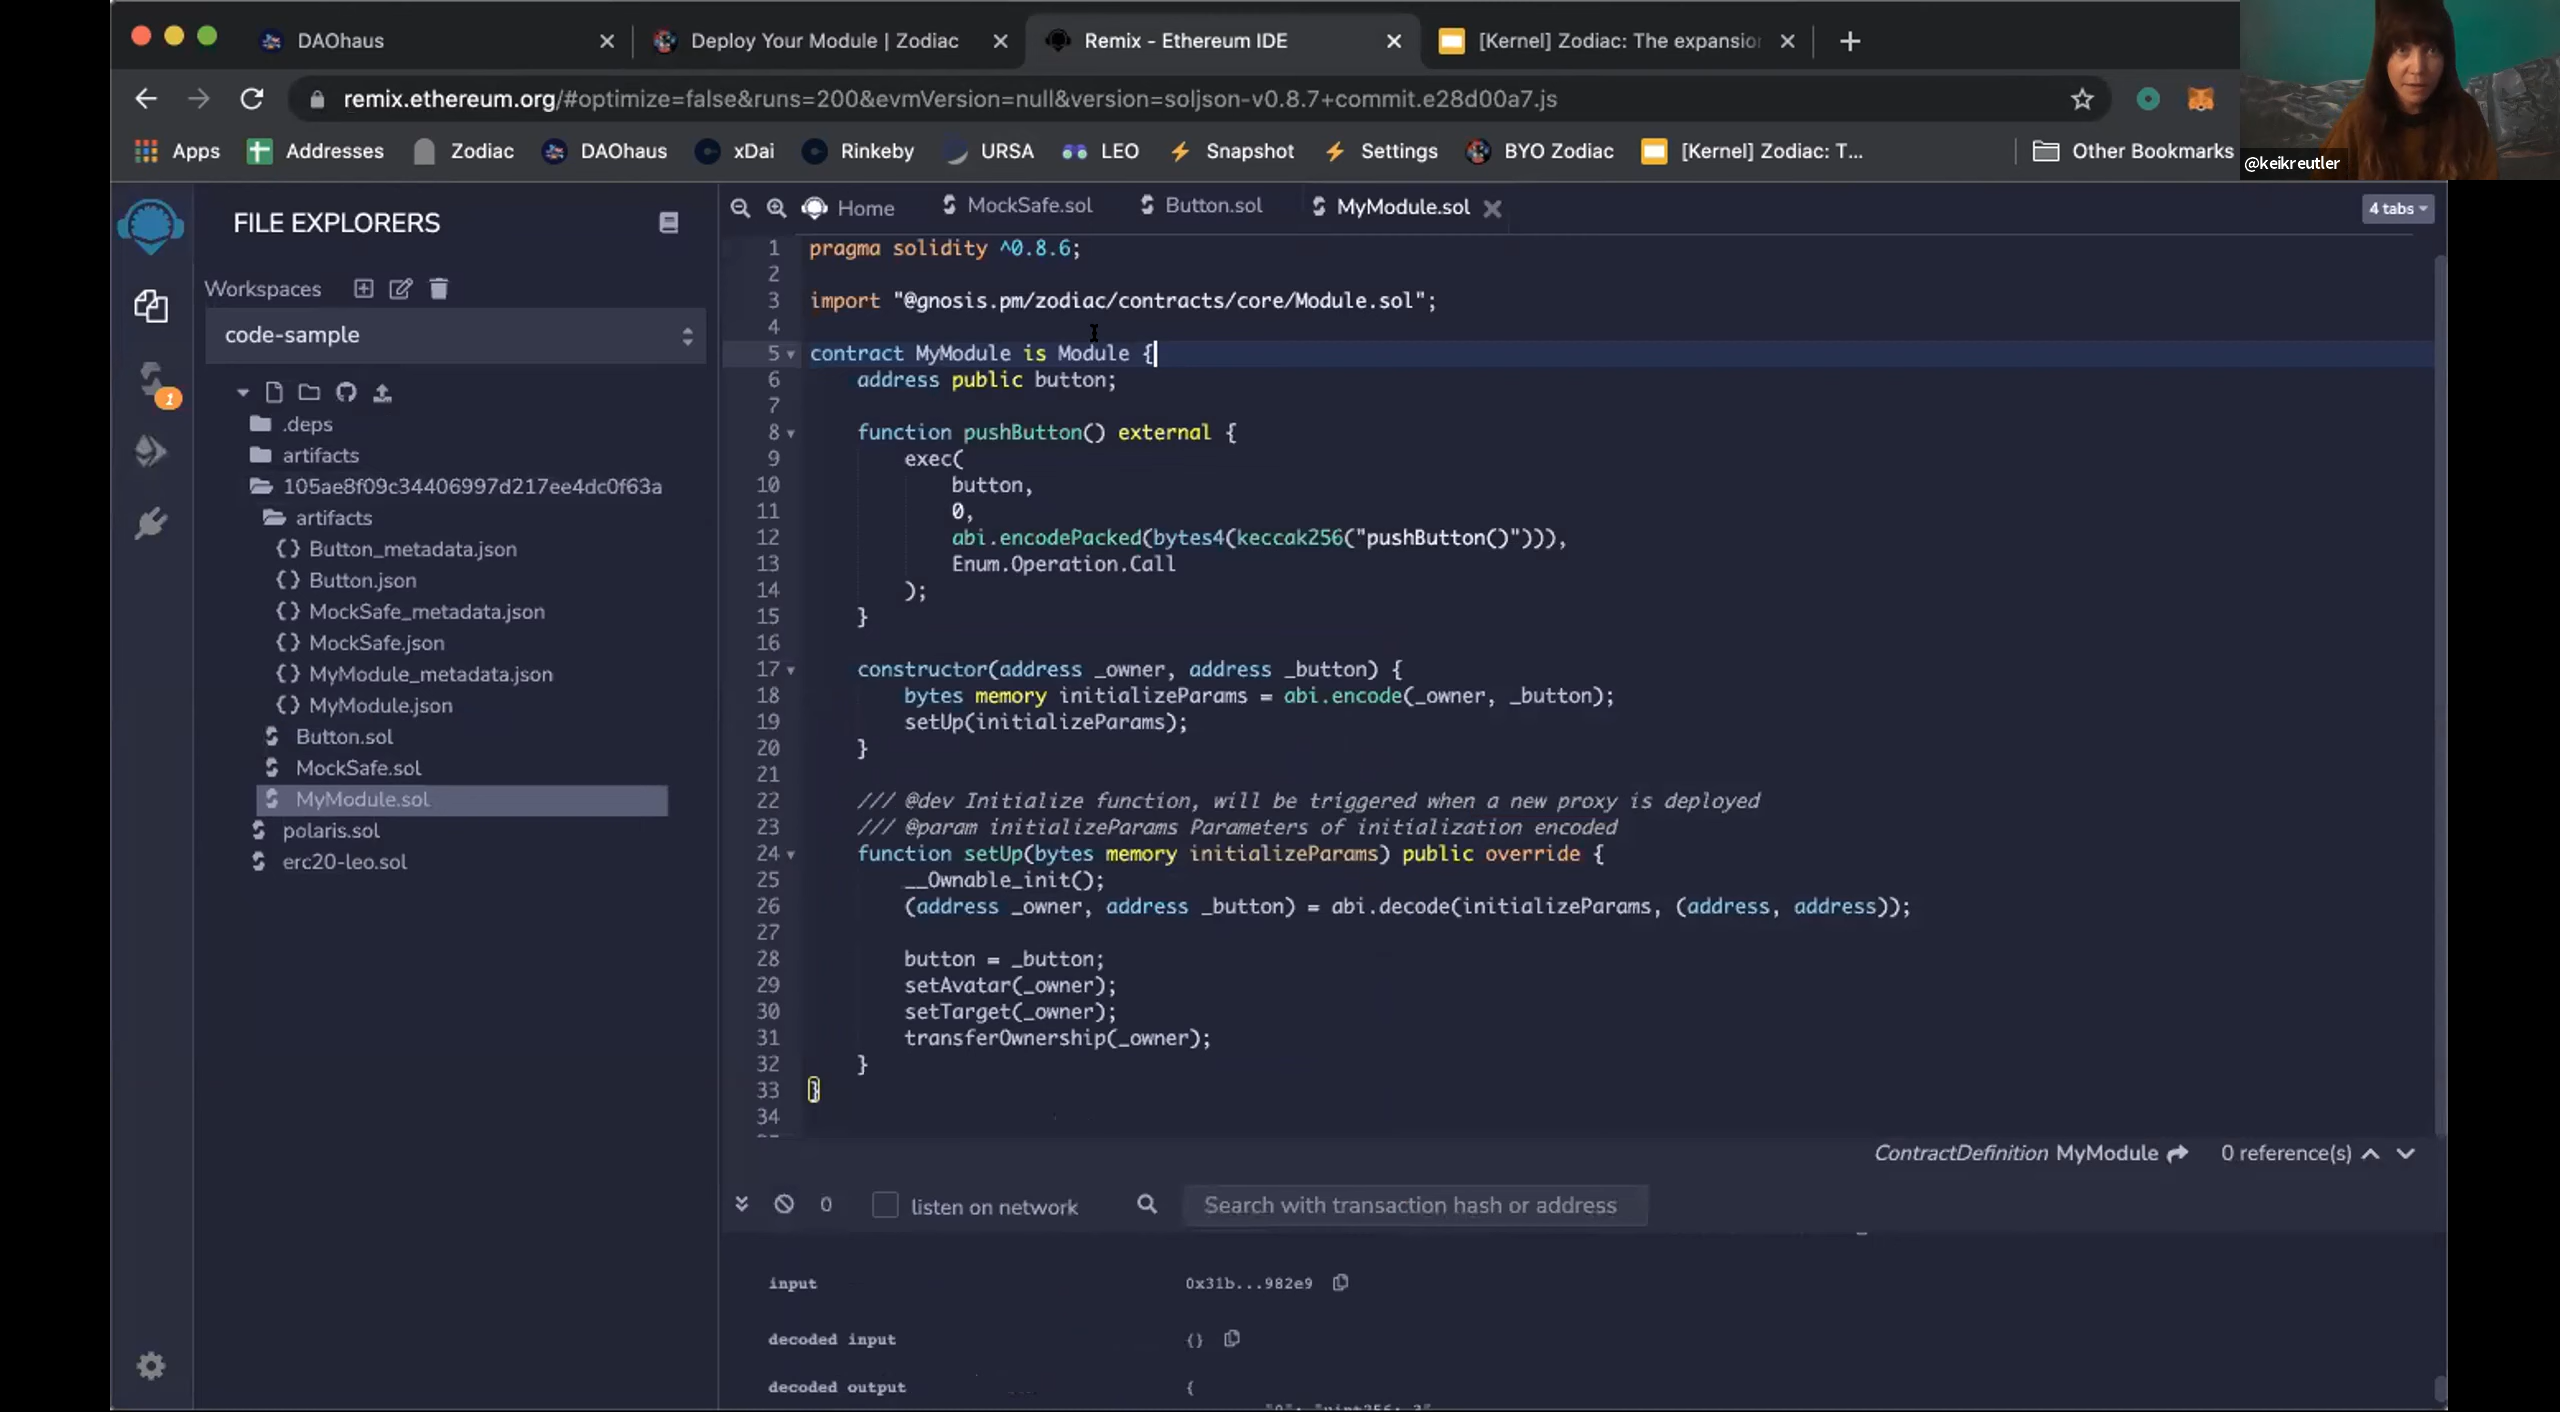 DAOhaus
Deploy Your Module | Zodiac
Remix - Ethereum IDE
[Kernel] Zodiac: The expansion
remix.ethereum.org/#optimize=false&runs=200&evmVersion=null&version=soljson-v0.8.7+commit.e28d00a7.js
Apps Addresses Zodiac DAOhaus xDai Rinkeby URSA LEO Snapshot Settings BYO Zodiac [Kernel] Zodiac: T... Other Bookmarks
@keikreutler
FILE EXPLORERS
Workspaces
code-sample
1
.deps
artifacts
105ae8f09c34406997d217ee4dc0f63a
artifacts
{} Button_metadata.json
{} Button.json
{} MockSafe_metadata.json
{} MockSafe.json
{} MyModule_metadata.json
{} MyModule.json
Button.sol
MockSafe.sol
MyModule.sol
polaris.sol
erc20-leo.sol
Home MockSafe.sol Button.sol MyModule.sol 4 tabs
1 pragma solidity ^0.8.6;
2
3 import "@gnosis.pm/zodiac/contracts/core/Module.sol";
4
5 contract MyModule is Module {
6 address public button;
7
8 function pushButton() external {
9 exec(
10 button,
11 0,
12 abi.encodePacked(bytes4(keccak256("pushButton()"))),
13 Enum.Operation.Call
14 );
15 }
16
17 constructor(address _owner, address _button) {
18 bytes memory initializeParams = abi.encode(_owner, _button);
19 setUp(initializeParams);
20 }
21
22 /// @dev Initialize function, will be triggered when a new proxy is deployed
23 /// @param initializeParams Parameters of initialization encoded
24 function setUp(bytes memory initializeParams) public override {
25 __Ownable_init();
26 (address _owner, address _button) = abi.decode(initializeParams, (address, address));
27
28 button = _button;
29 setAvatar(_owner);
30 setTarget(_owner);
31 transferOwnership(_owner);
32 }
33 }
34
ContractDefinition MyModule 0 reference(s)
0 listen on network Search with transaction hash or address
input 0x31b...982e9
decoded input {}
decoded output {